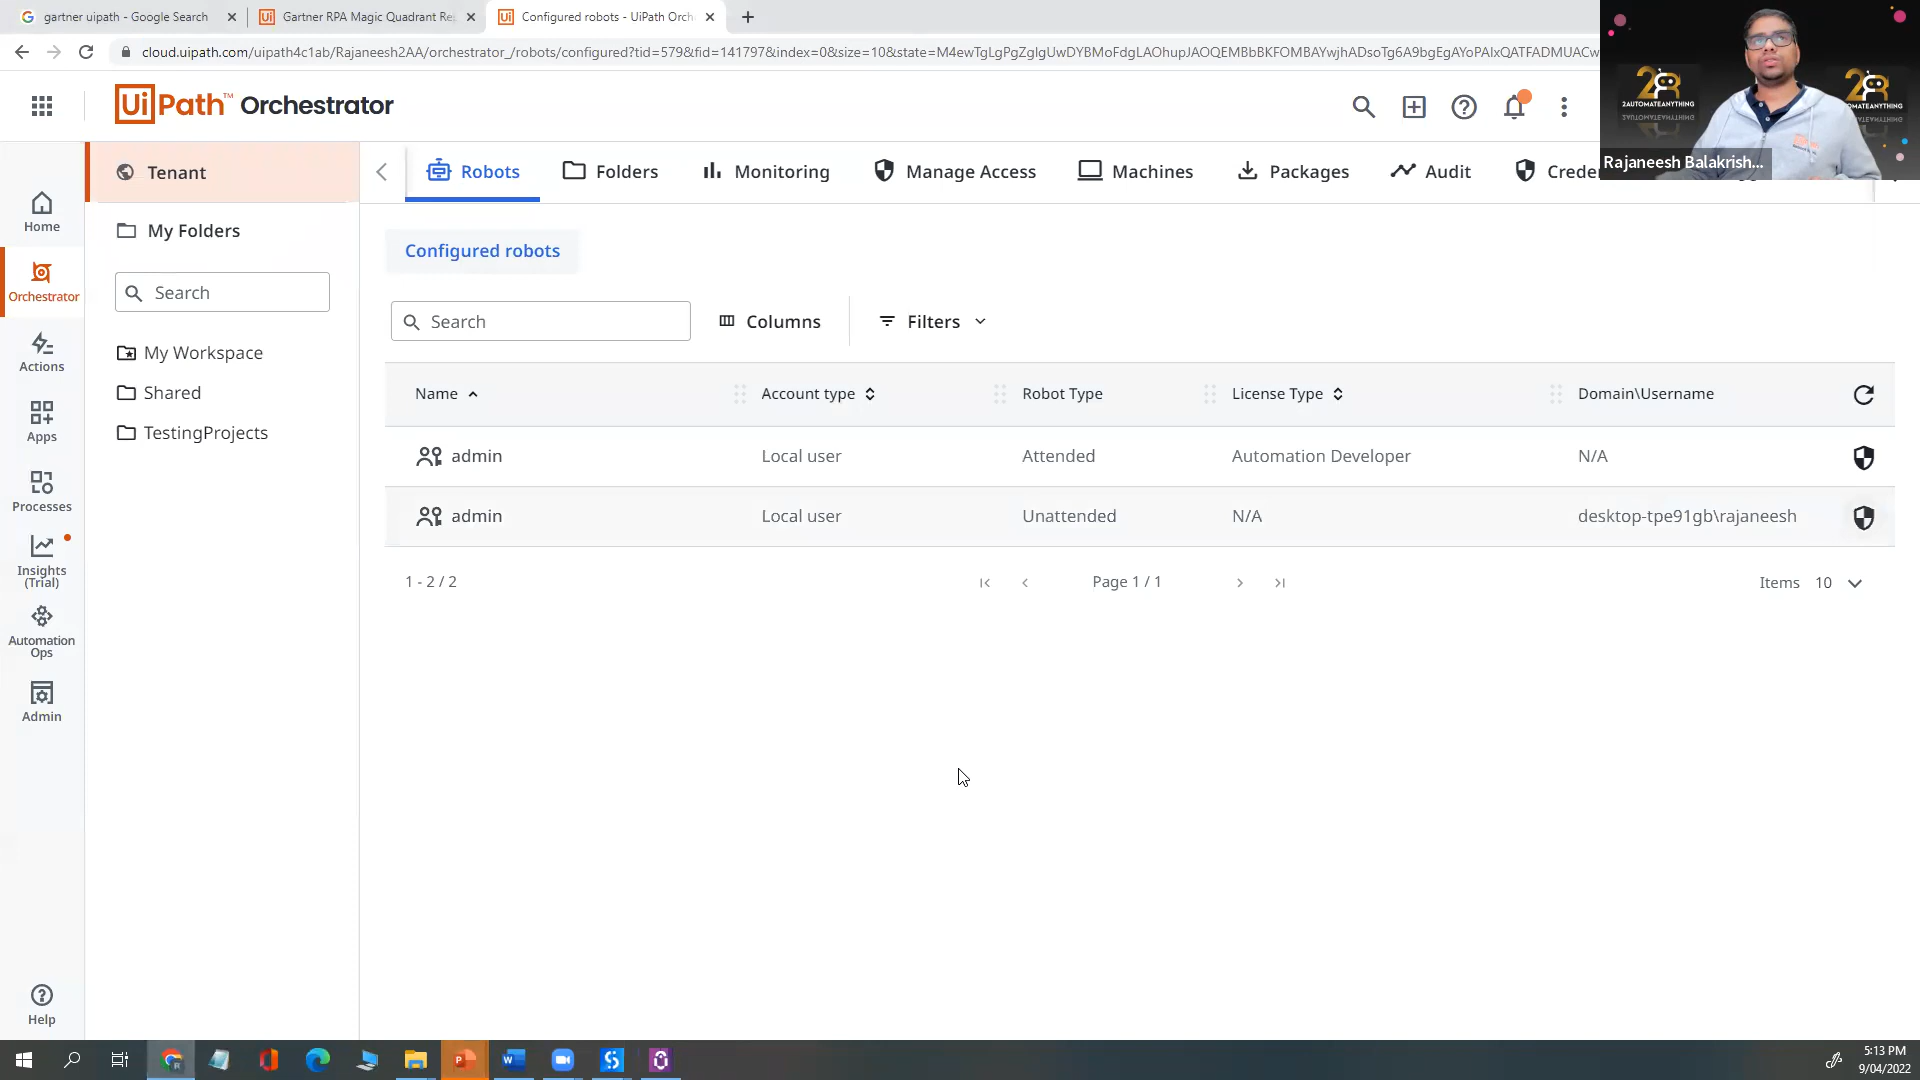 gartner uipath - Google Search
Gartner RPA Magic Quadrant Re
Configured robots - UiPath Orch
cloud.uipath.com/uipath4c1ab/Rajaneesh2AA/orchestrator_/robots/configured?tid=579&fid=141797&index=0&size=10&state=
UiPath™ Orchestrator
2AUTOMATEANYTHING
Rajaneesh Balakrish...
Tenant
Robots
Folders
Monitoring
Manage Access
Machines
Packages
Audit
Home
My Folders
Configured robots
Orchestrator
Search
Search
Columns
Filters
Actions
My Workspace
Shared
TestingProjects
Name
Account type
Robot Type
License Type
Domain\Username
Apps
admin
Local user
Attended
Automation Developer
N/A
Processes
admin
Local user
Unattended
N/A
desktop-tpe91gb\rajaneesh
Insights
(Trial)
1 - 2 / 2
Page 1 / 1
Items 10
Automation
Ops
Admin
Help
5:13 PM
9/04/2022